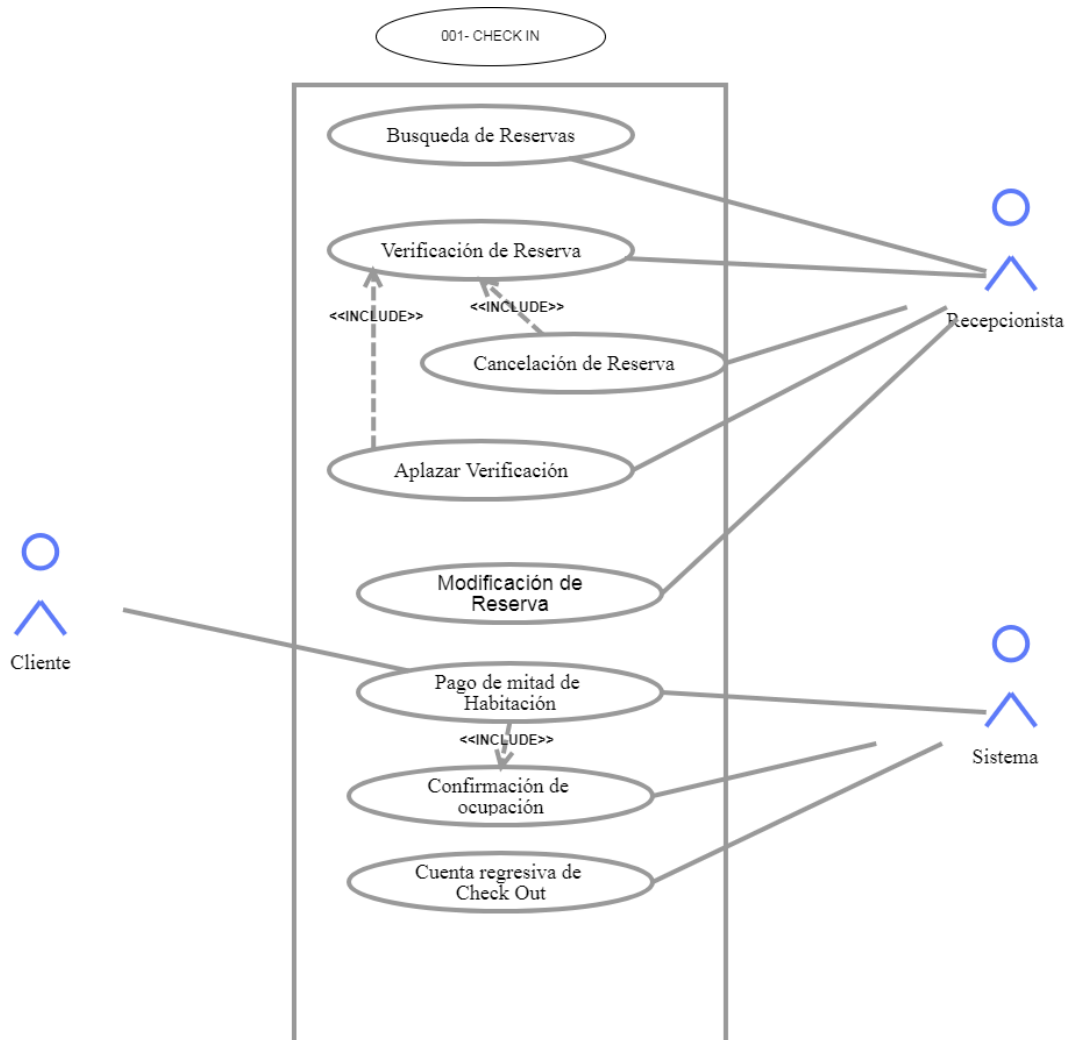 001- CHECK IN
Busqueda de Reservas
Verificación de Reserva
<<INCLUDE>>
<<INCLUDE>>
Recepcionista
Cancelación de Reserva
Aplazar Verificación
Modificación de
Reserva
Cliente
Pago de mitad de
Habitación
<<INCLUDE>>
Sistema
Confirmación de
ocupación
Cuenta regresiva de
Check Out